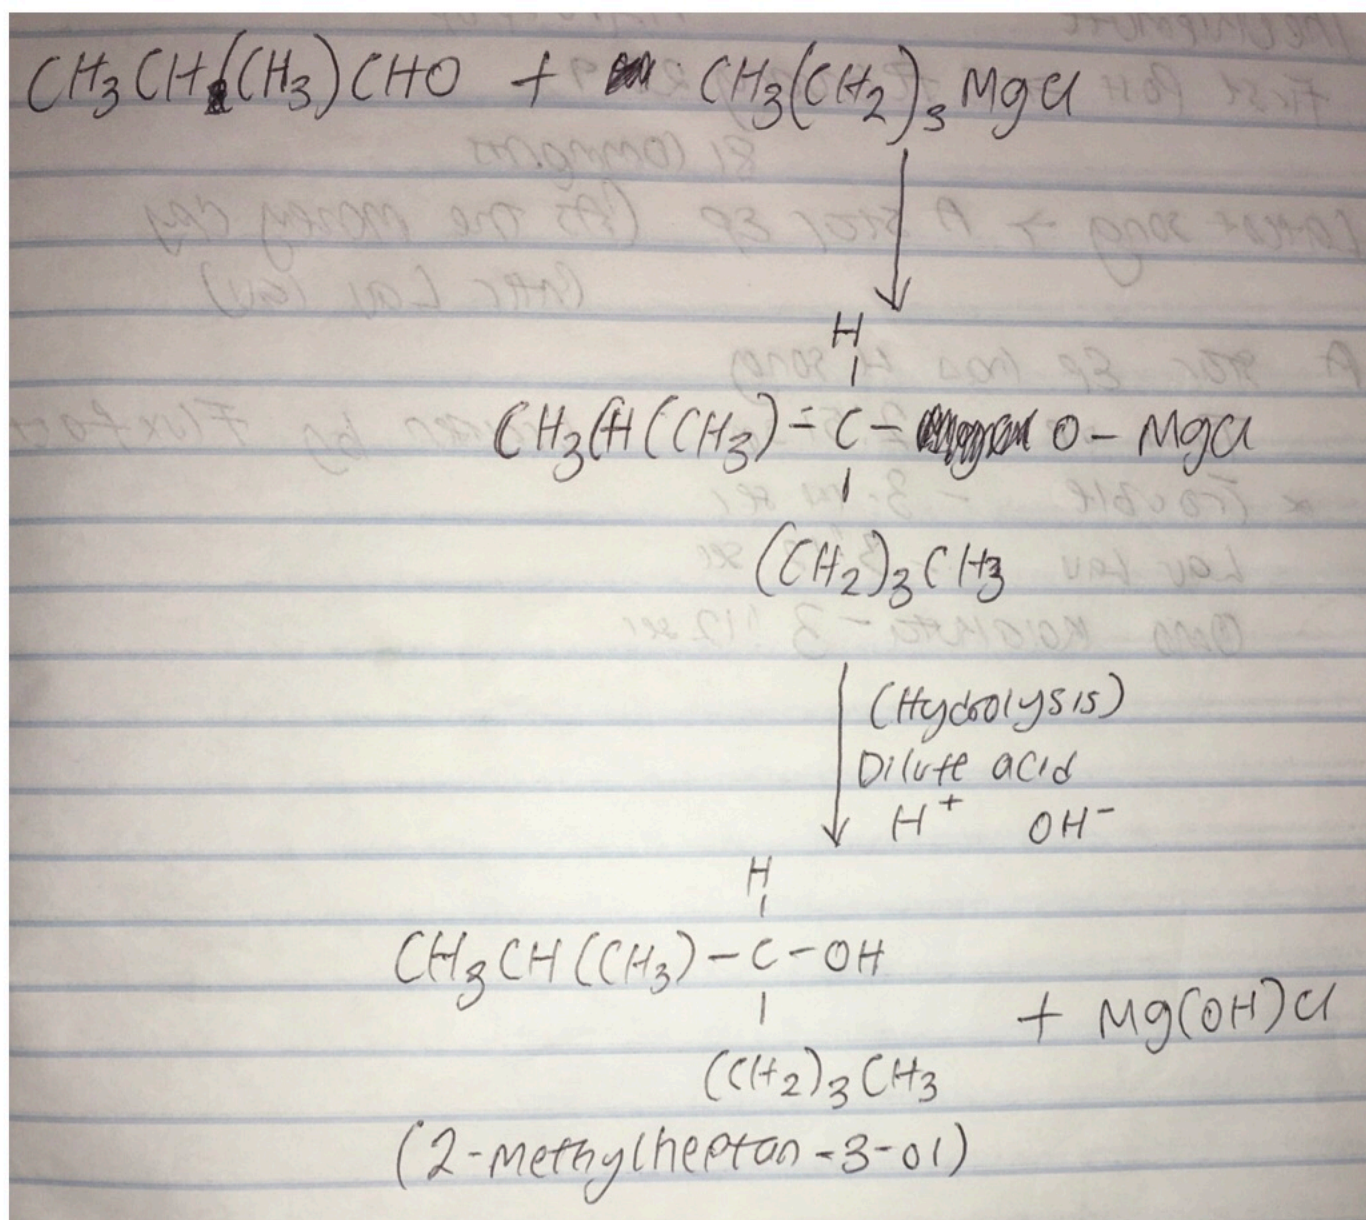 CH₃CH(CH₃)CHO + CH₃(CH₂)₃MgCl
H
CH₃CH(CH₃) = C - O - MgCl
(CH₂)₃CH₃
(Hydrolysis)
Dilute acid
H⁺ OH⁻
H
CH₃CH(CH₃) - C - OH
+ Mg(OH)Cl
(CH₂)₃CH₃
(2-methylheptan-3-ol)